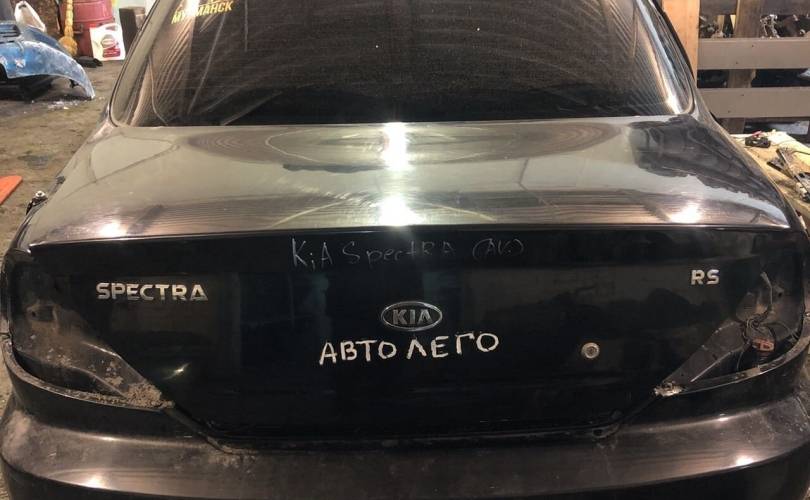 МУРМАНСК
KiA SpectRA (AK)
SPECTRA
RS
KIA
АВТО ЛЕГО